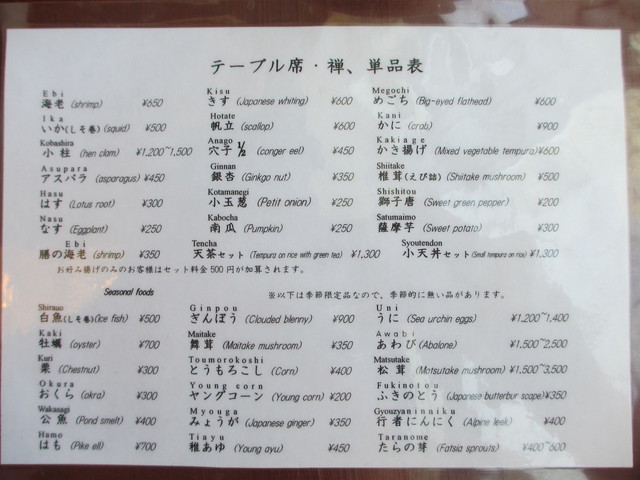 テーブル席・禅、単品表
Ebi Kisu Megochi
海老 (shrimp) ¥650 きす (Japanese whiting) ¥600 めごち (Big-eyed flathead) ¥600
Ika Hotate Kani
いか(しそ巻) (squid) ¥500 帆立 (scallop) ¥600 かに (crab) ¥900
Kobashira Anago Kakiage
小柱 (hen clam) ¥1,200~1,500 穴子 1/2 (conger eel) ¥450 かき揚げ (Mixed vegetable tempura) ¥600
Asupara Ginnan Shiitake
アスパラ (asparagus) ¥450 銀杏 (Ginkgo nut) ¥350 椎茸(えび詰) (Shiitake mushroom) ¥500
Hasu Kotamanegi Shishitou
はす (Lotus root) ¥300 小玉葱 (Petit onion) ¥250 獅子唐 (Sweet green pepper) ¥200
Nasu Kabocha Satumaimo
なす (Eggplant) ¥250 南瓜 (Pumpkin) ¥250 薩摩芋 (Sweet potato) ¥300
Ebi Tencha Syoutendon
膳の海老 (shrimp) ¥350 天茶セット (Tempura on rice with green tea) ¥1,300 小天丼セット (Small tempura on rice) ¥1,300
お好み揚げのみのお客様はセット料金500円が加算されます。
Seasonal foods ※以下は季節限定品なので、季節的に無い品があります。
Shirauo Ginpou Uni
白魚(しそ巻) (Ice fish) ¥500 ぎんぽう (Clouded blenny) ¥900 うに (Sea urchin eggs) ¥1,200~1,400
Kaki Maitake Awabi
牡蠣 (oyster) ¥700 舞茸 (Maitake mushroom) ¥350 あわび (Abalone) ¥1,500~2,500
Kuri Toumorokoshi Matsutake
栗 (Chestnut) ¥300 とうもろこし (Corn) ¥400 松茸 (Matsutake mushroom) ¥1,500~3,500
Okura Young corn Fukinotou
おくら (okra) ¥300 ヤングコーン (Young corn) ¥200 ふきのとう (Japanese butterbur scape) ¥350
Wakasagi Myouga Gyouzyaninniku
公魚 (Pond smelt) ¥400 みょうが (Japanese ginger) ¥350 行者にんにく (Alpine leek) ¥400
Hamo Tiayu Taranome
はも (Pike ell) ¥700 稚あゆ (Young ayu) ¥450 たらの芽 (Fatsia sprouts) ¥400~600